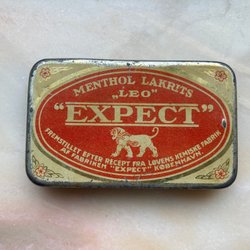 MENTHOL LAKRITS
„LEO”
“EXPECT”
FREMSTILLET EFTER RECEPT FRA LØVENS KEMISKE FABRIK
AF FABRIKEN "EXPECT" KØBENHAVN.